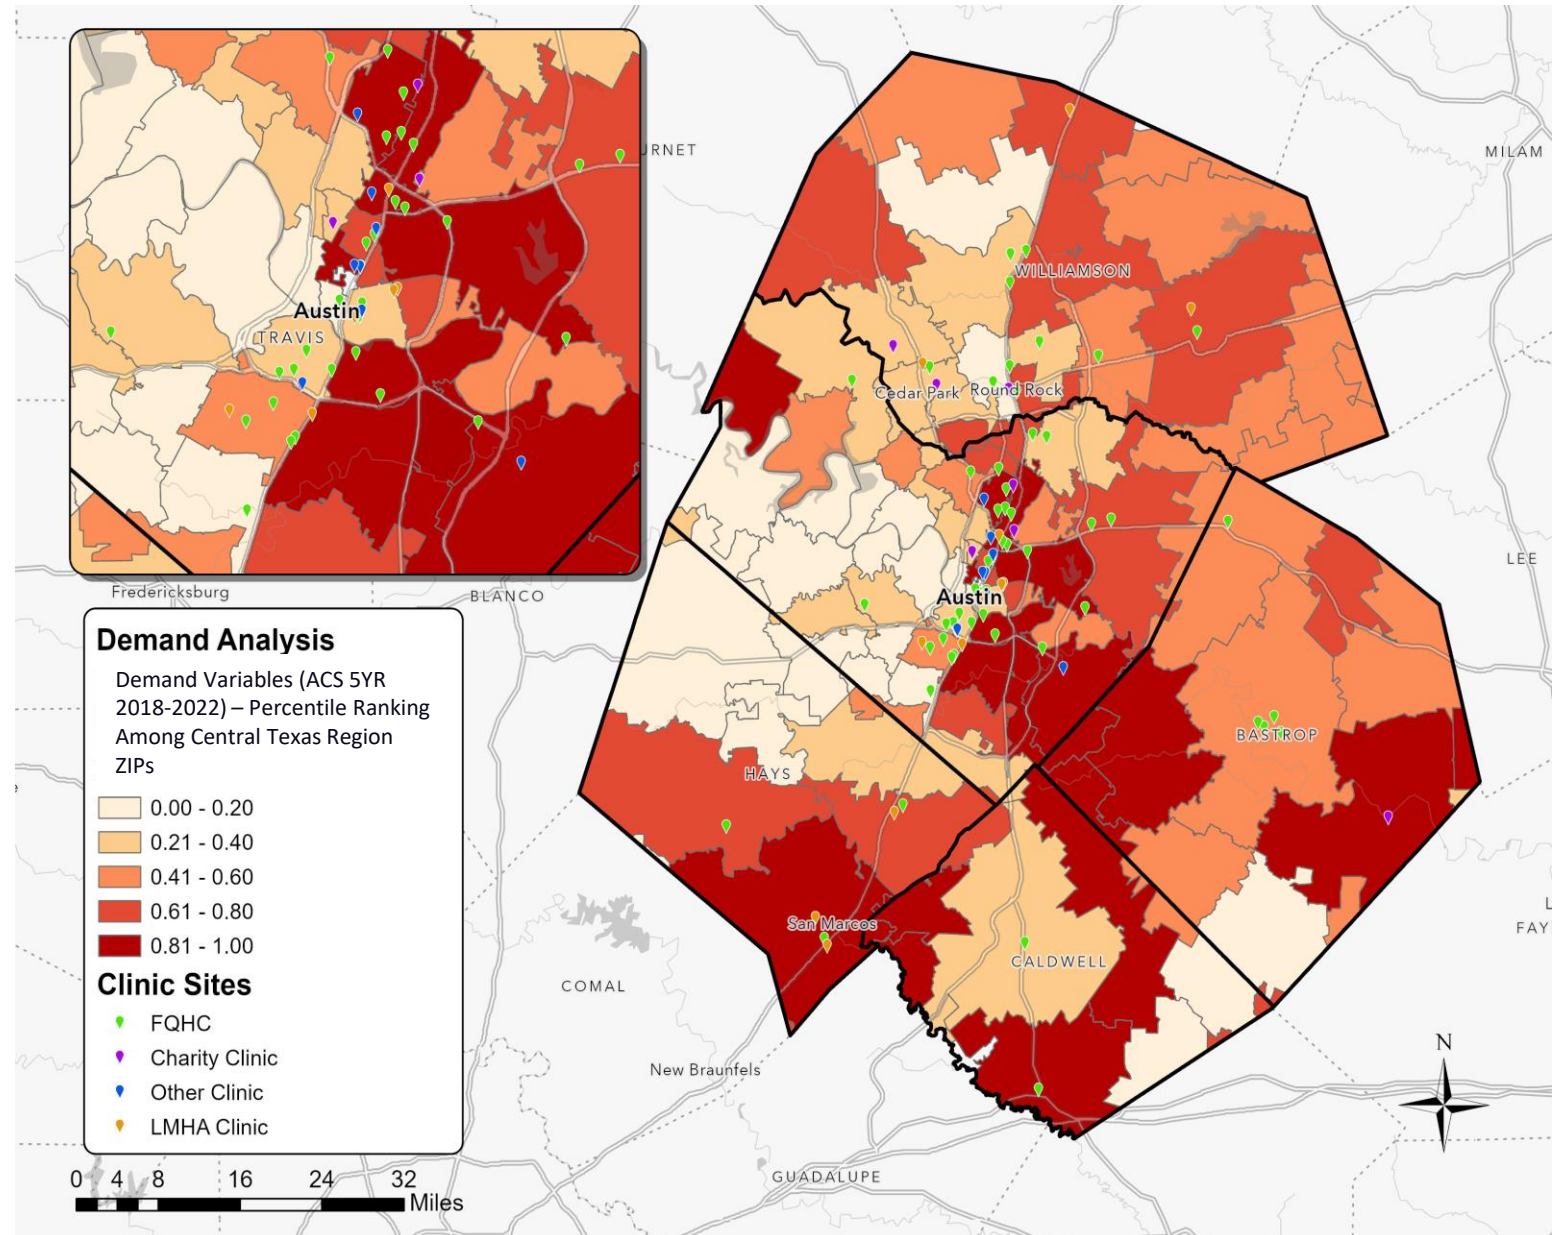 Austin
TRAVIS
URNET
MILAM
WILLIAMSON
Cedar Park
Round Rock
LEE
Fredericksburg
BLANCO
Austin
BASTROP
HAYS
San Marcos
CALDWELL
COMAL
L
FAY
New Braunfels
GUADALUPE
N
Demand Analysis
Demand Variables (ACS 5YR
2018-2022) – Percentile Ranking
Among Central Texas Region
ZIPs
0.00 - 0.20
0.21 - 0.40
0.41 - 0.60
0.61 - 0.80
0.81 - 1.00
Clinic Sites
FQHC
Charity Clinic
Other Clinic
LMHA Clinic
0 4 8 16 24 32
Miles